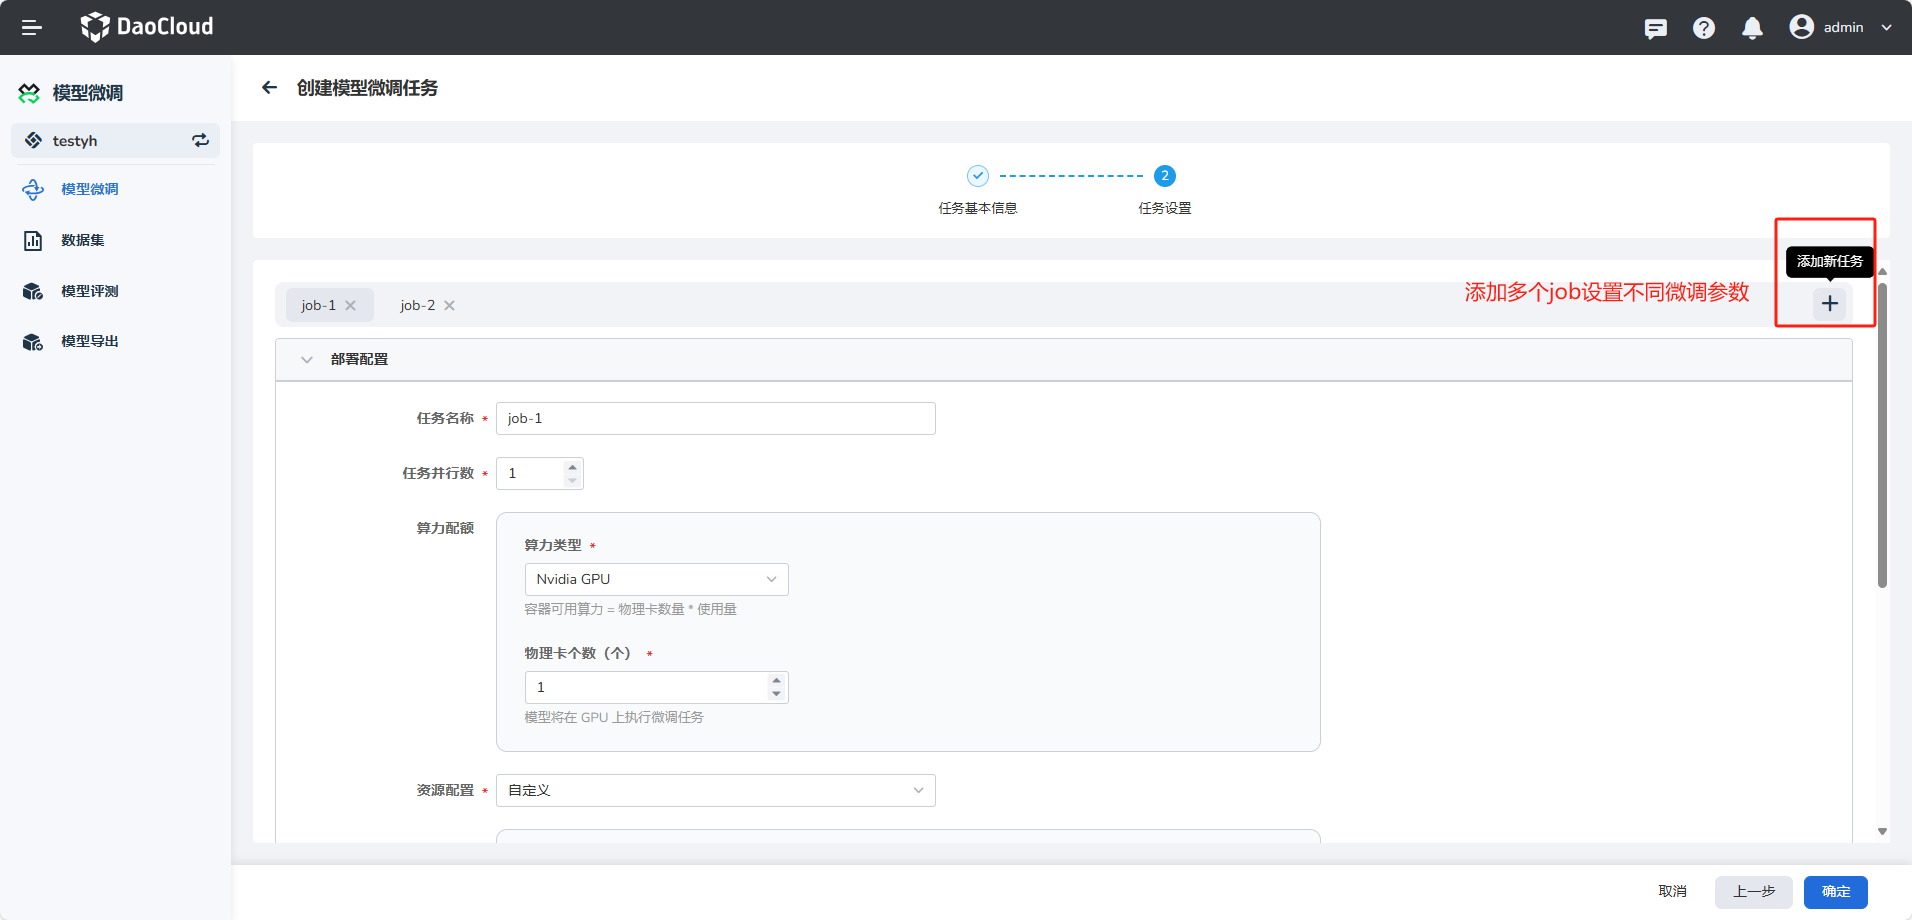 DaoCloud
admin
模型微调
testyh
模型微调
数据集
模型评测
模型导出
创建模型微调任务
2
任务基本信息
任务设置
添加新任务
添加多个job设置不同微调参数
job-1
job-2
部署配置
任务名称 *
job-1
任务并行数 *
1
算力配额
算力类型 *
Nvidia GPU
容器可用算力 = 物理卡数量 * 使用量
物理卡个数（个） *
1
模型将在 GPU 上执行微调任务
资源配置 *
自定义
取消
上一步
确定